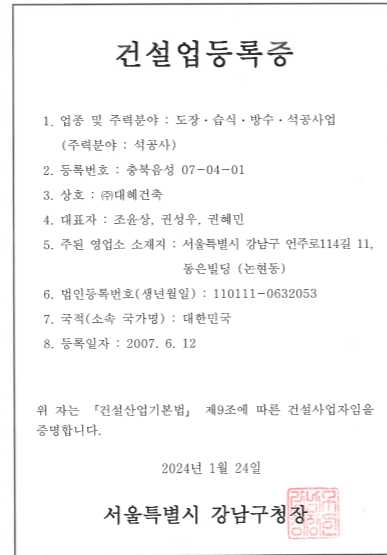 건설업등록증
1. 업종 및 주력분야 : 도장・습식・방수・석공사업
(주력분야 : 석공사)
2. 등록번호 : 충북음성 07-04-01
3. 상호 : ㈜대혜건축
4. 대표자 : 조윤상, 권성우, 권혜민
5. 주된 영업소 소재지 : 서울특별시 강남구 언주로114길 11,
동은빌딩 (논현동)
6. 법인등록번호(생년월일) : 110111-0632053
7. 국적(소속 국가명) : 대한민국
8. 등록일자 : 2007. 6. 12
위 자는 「건설산업기본법」 제9조에 따른 건설사업자임을
증명합니다.
2024년 1월 24일
서울특별시 강남구청장